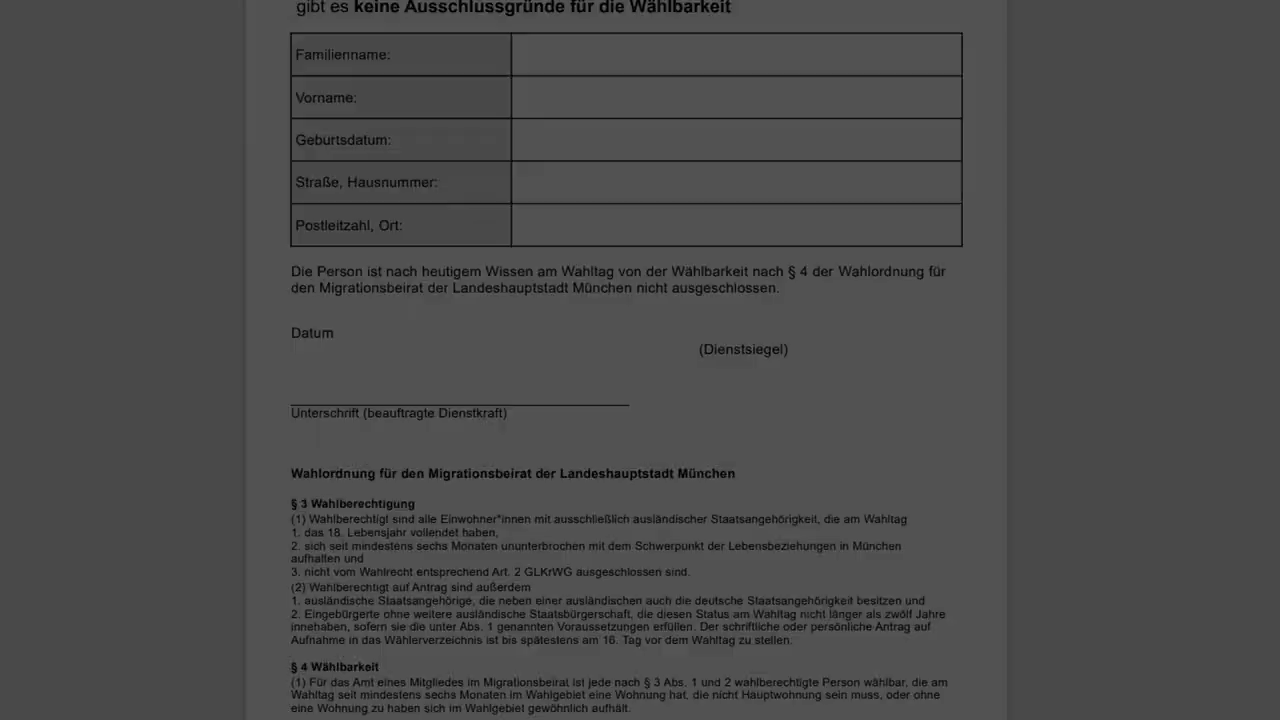 gibt es keine Ausschlussgründe für die Wählbarkeit
Familienname:
Vorname:
Geburtsdatum:
Straße, Hausnummer:
Postleitzahl, Ort:
Die Person ist nach heutigem Wissen am Wahltag von der Wählbarkeit nach § 4 der Wahlordnung für
den Migrationsbeirat der Landeshauptstadt München nicht ausgeschlossen.
Datum
(Dienstsiegel)
Unterschrift (beauftragte Dienstkraft)
Wahlordnung für den Migrationsbeirat der Landeshauptstadt München
§ 3 Wahlberechtigung
(1) Wahlberechtigt sind alle Einwohner*innen mit ausschließlich ausländischer Staatsangehörigkeit, die am Wahltag
1. das 18. Lebensjahr vollendet haben,
2. sich seit mindestens sechs Monaten ununterbrochen mit dem Schwerpunkt der Lebensbeziehungen in München
aufhalten und
3. nicht vom Wahlrecht entsprechend Art. 2 GLKrWG ausgeschlossen sind.
(2) Wahlberechtigt auf Antrag sind außerdem
1. ausländische Staatsangehörige, die neben einer ausländischen auch die deutsche Staatsangehörigkeit besitzen und
2. Eingebürgerte ohne weitere ausländische Staatsbürgerschaft, die diesen Status am Wahltag nicht länger als zwölf Jahre
innehaben, sofern sie die unter Abs. 1 genannten Voraussetzungen erfüllen. Der schriftliche oder persönliche Antrag auf
Aufnahme in das Wählerverzeichnis ist bis spätestens am 16. Tag vor dem Wahltag zu stellen.
§ 4 Wählbarkeit
(1) Für das Amt eines Mitgliedes im Migrationsbeirat ist jede nach § 3 Abs. 1 und 2 wahlberechtigte Person wählbar, die am
Wahltag seit mindestens sechs Monaten im Wahlgebiet eine Wohnung hat, die nicht Hauptwohnung sein muss, oder ohne
eine Wohnung zu haben sich im Wahlgebiet gewöhnlich aufhält.